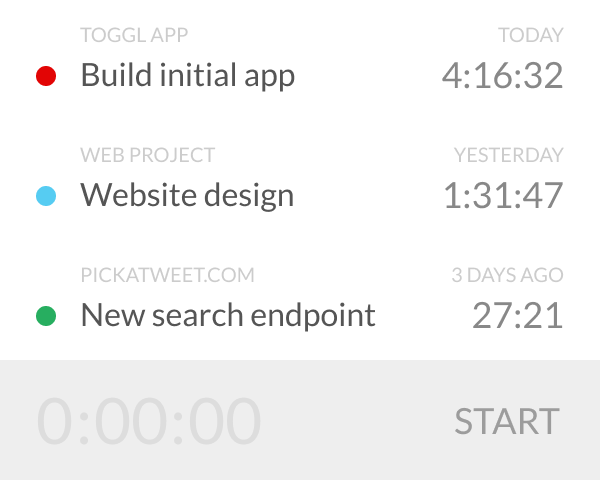 TOGGL APP TODAY
Build initial app 4:16:32
WEB PROJECT YESTERDAY
Website design 1:31:47
PICKATWEET.COM 3 DAYS AGO
New search endpoint 27:21
0:00:00 START